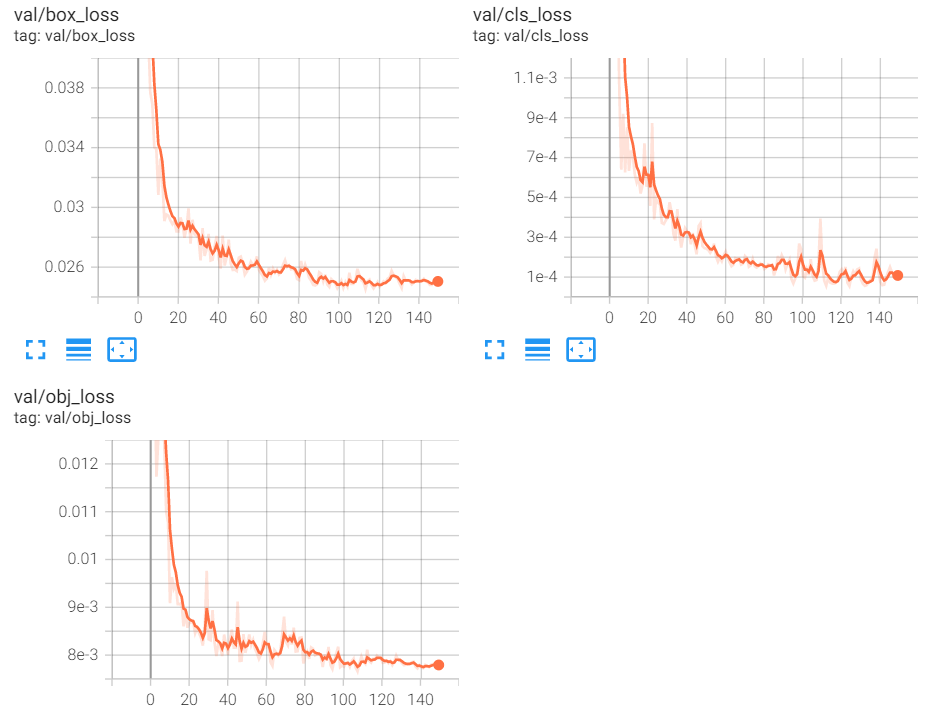 val/box_loss
tag: val/box_loss
0.038
0.034
0.03
0.026
0 20 40 60 80 100 120 140
val/cls_loss
tag: val/cls_loss
1.1e-3
9e-4
7e-4
5e-4
3e-4
1e-4
0 20 40 60 80 100 120 140
val/obj_loss
tag: val/obj_loss
0.012
0.011
0.01
9e-3
8e-3
0 20 40 60 80 100 120 140